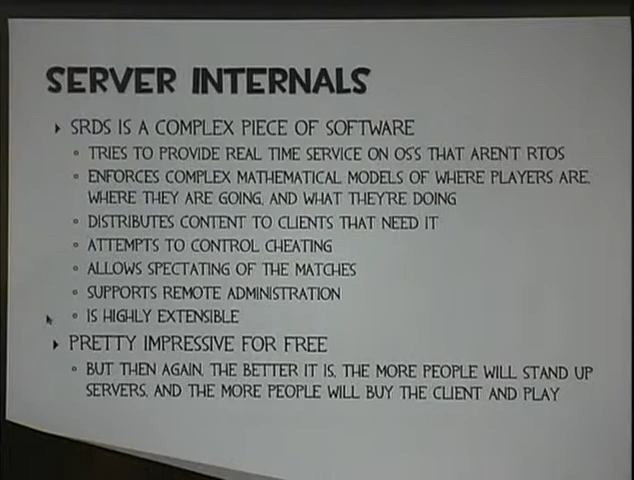 SERVER INTERNALS
SRDS IS A COMPLEX PIECE OF SOFTWARE
TRIES TO PROVIDE REAL TIME SERVICE ON OS'S THAT AREN'T RTOS
ENFORCES COMPLEX MATHEMATICAL MODELS OF WHERE PLAYERS ARE,
WHERE THEY ARE GOING, AND WHAT THEY'RE DOING
DISTRIBUTES CONTENT TO CLIENTS THAT NEED IT
ATTEMPTS TO CONTROL CHEATING
ALLOWS SPECTATING OF THE MATCHES
SUPPORTS REMOTE ADMINISTRATION
IS HIGHLY EXTENSIBLE
PRETTY IMPRESSIVE FOR FREE
BUT THEN AGAIN, THE BETTER IT IS, THE MORE PEOPLE WILL STAND UP
SERVERS, AND THE MORE PEOPLE WILL BUY THE CLIENT AND PLAY